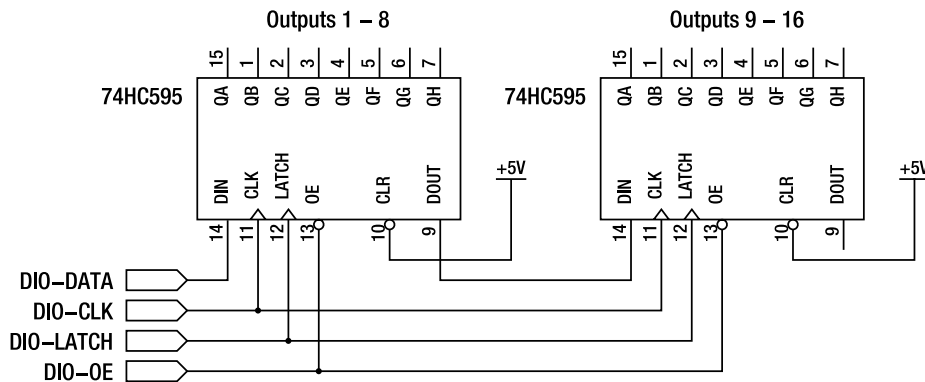 Outputs 1 – 8
Outputs 9 – 16
15 1 2 3 4 5 6 7
15 1 2 3 4 5 6 7
74HC595
QA QB QC QD QE QF QG QH
74HC595
QA QB QC QD QE QF QG QH
DIN CLK LATCH OE CLR DOUT
+5V
DIN CLK LATCH OE CLR DOUT
+5V
14 11 12 13 10 9
14 11 12 13 10 9
DIO–DATA
DIO–CLK
DIO–LATCH
DIO–OE